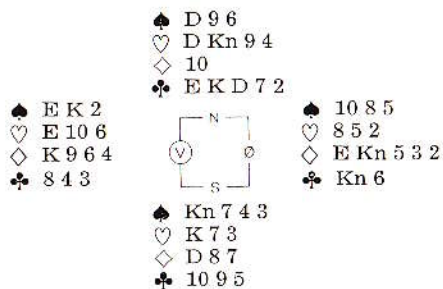 ♠ D 9 6
♡ D Kn 9 4
♢ 10
♣ E K D 7 2
♠ E K 2
♡ E 10 6
♢ K 9 6 4
♣ 8 4 3
N
V Ø
S
♠ 10 8 5
♡ 8 5 2
♢ E Kn 5 3 2
♣ Kn 6
♠ Kn 7 4 3
♡ K 7 3
♢ D 8 7
♣ 10 9 5